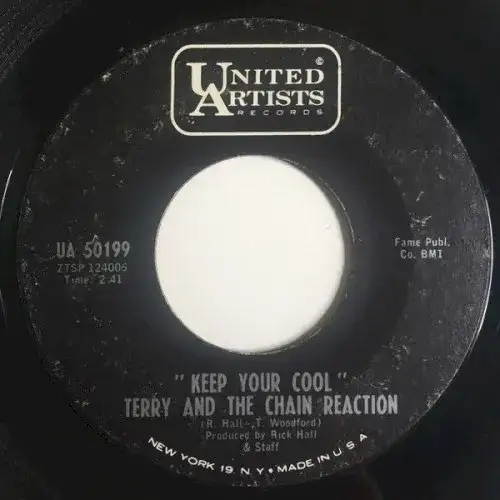 ©
UNITED
ARTISTS
RECORDS
UA 50199
ZTSP 124006
Time: 2:41
Fame Publ.
Co. BMI
"KEEP YOUR COOL"
TERRY AND THE CHAIN REACTION
(R. Hall-,T. Woodford)
Produced by Rick Hall
& Staff
NEW YORK 19, N.Y. • MADE IN U.S.A.